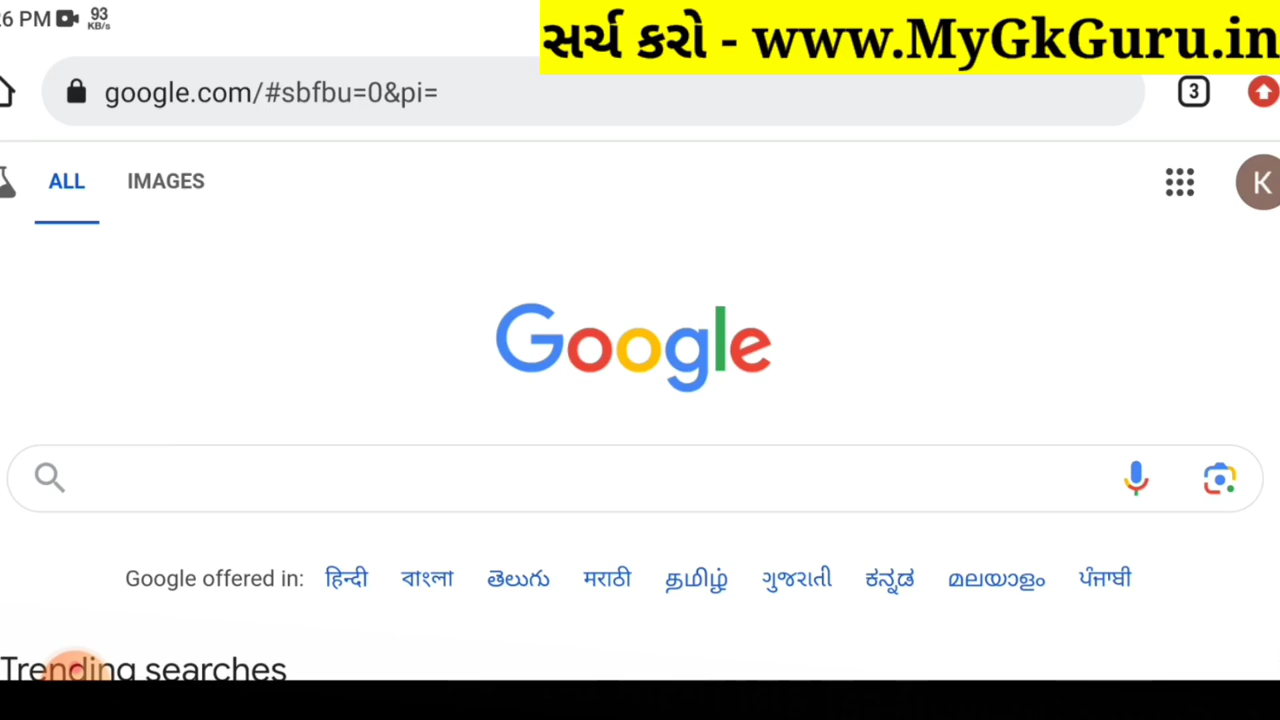 26 PM 93 KB/s
સર્ચ કરો - www.MyGkGuru.in
google.com/#sbfbu=0&pi=
3
ALL IMAGES
K
Google
Google offered in: हिन्दी বাংলা తెలుగు मराठी தமிழ் ગુજરાતી ಕನ್ನಡ മലയാളം ਪੰਜਾਬੀ
Trending searches